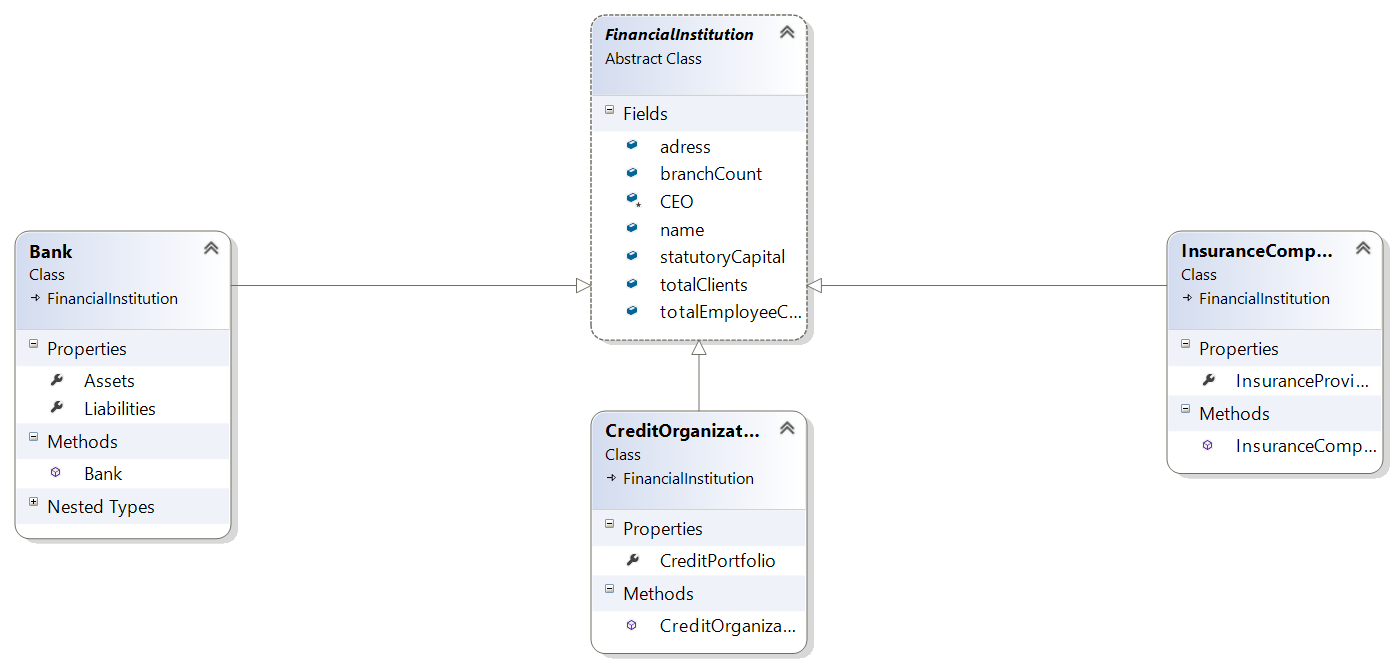 FinancialInstitution
Abstract Class
Fields
adress
branchCount
CEO
name
statutoryCapital
totalClients
totalEmployeeC...
Bank
Class
FinancialInstitution
Properties
Assets
Liabilities
Methods
Bank
Nested Types
CreditOrganizat...
Class
FinancialInstitution
Properties
CreditPortfolio
Methods
CreditOrganiza...
InsuranceComp...
Class
FinancialInstitution
Properties
InsuranceProvi...
Methods
InsuranceComp...